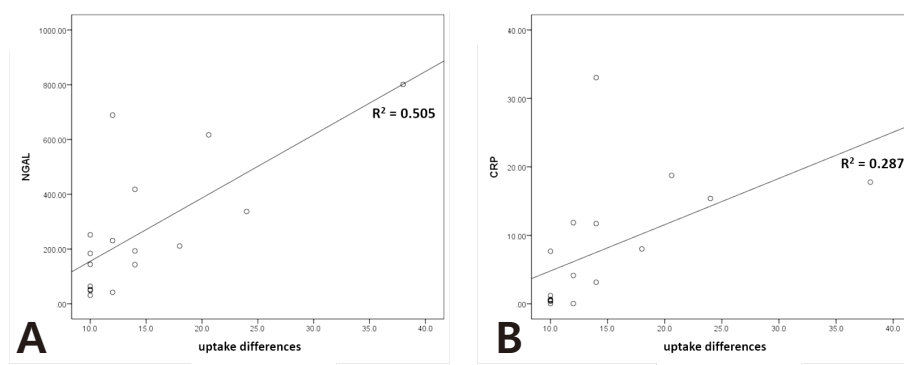 1000.00
800.00
600.00
400.00
200.00
.00
NGAL
R² = 0.505
10.0 15.0 20.0 25.0 30.0 35.0 40.0
uptake differences
A
40.00
30.00
20.00
10.00
.00
CRP
R² = 0.287
10.0 15.0 20.0 25.0 30.0 35.0 40.0
uptake differences
B